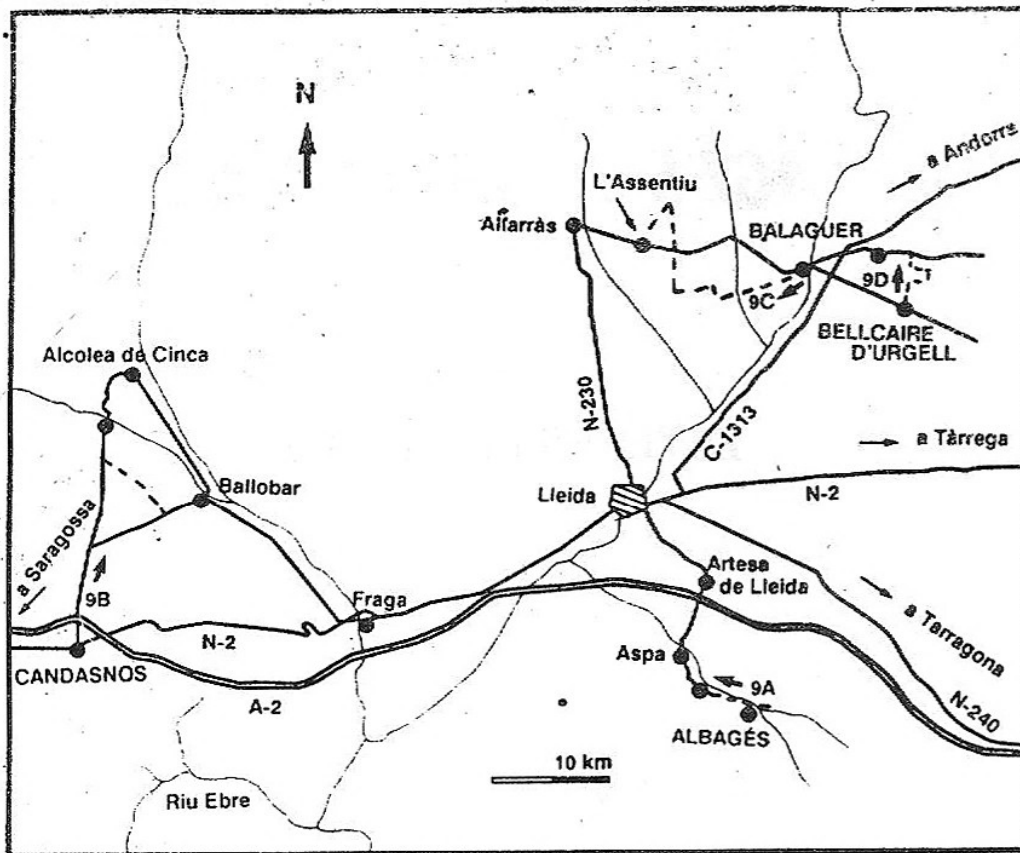 N
a Andorra
L'Assentiu
Alfarràs
BALAGUER
9D
9C
BELLCAIRE
D'URGELL
Alcolea de Cinca
N-230
C-1313
a Tàrrega
Ballobar
Lleida
N-2
a Saragossa
Artesa
de Lleida
9B
Fraga
a Tarragona
N-2
Aspa
CANDASNOS
9A
A-2
N-240
ALBAGÉS
10 km
Riu Ebre